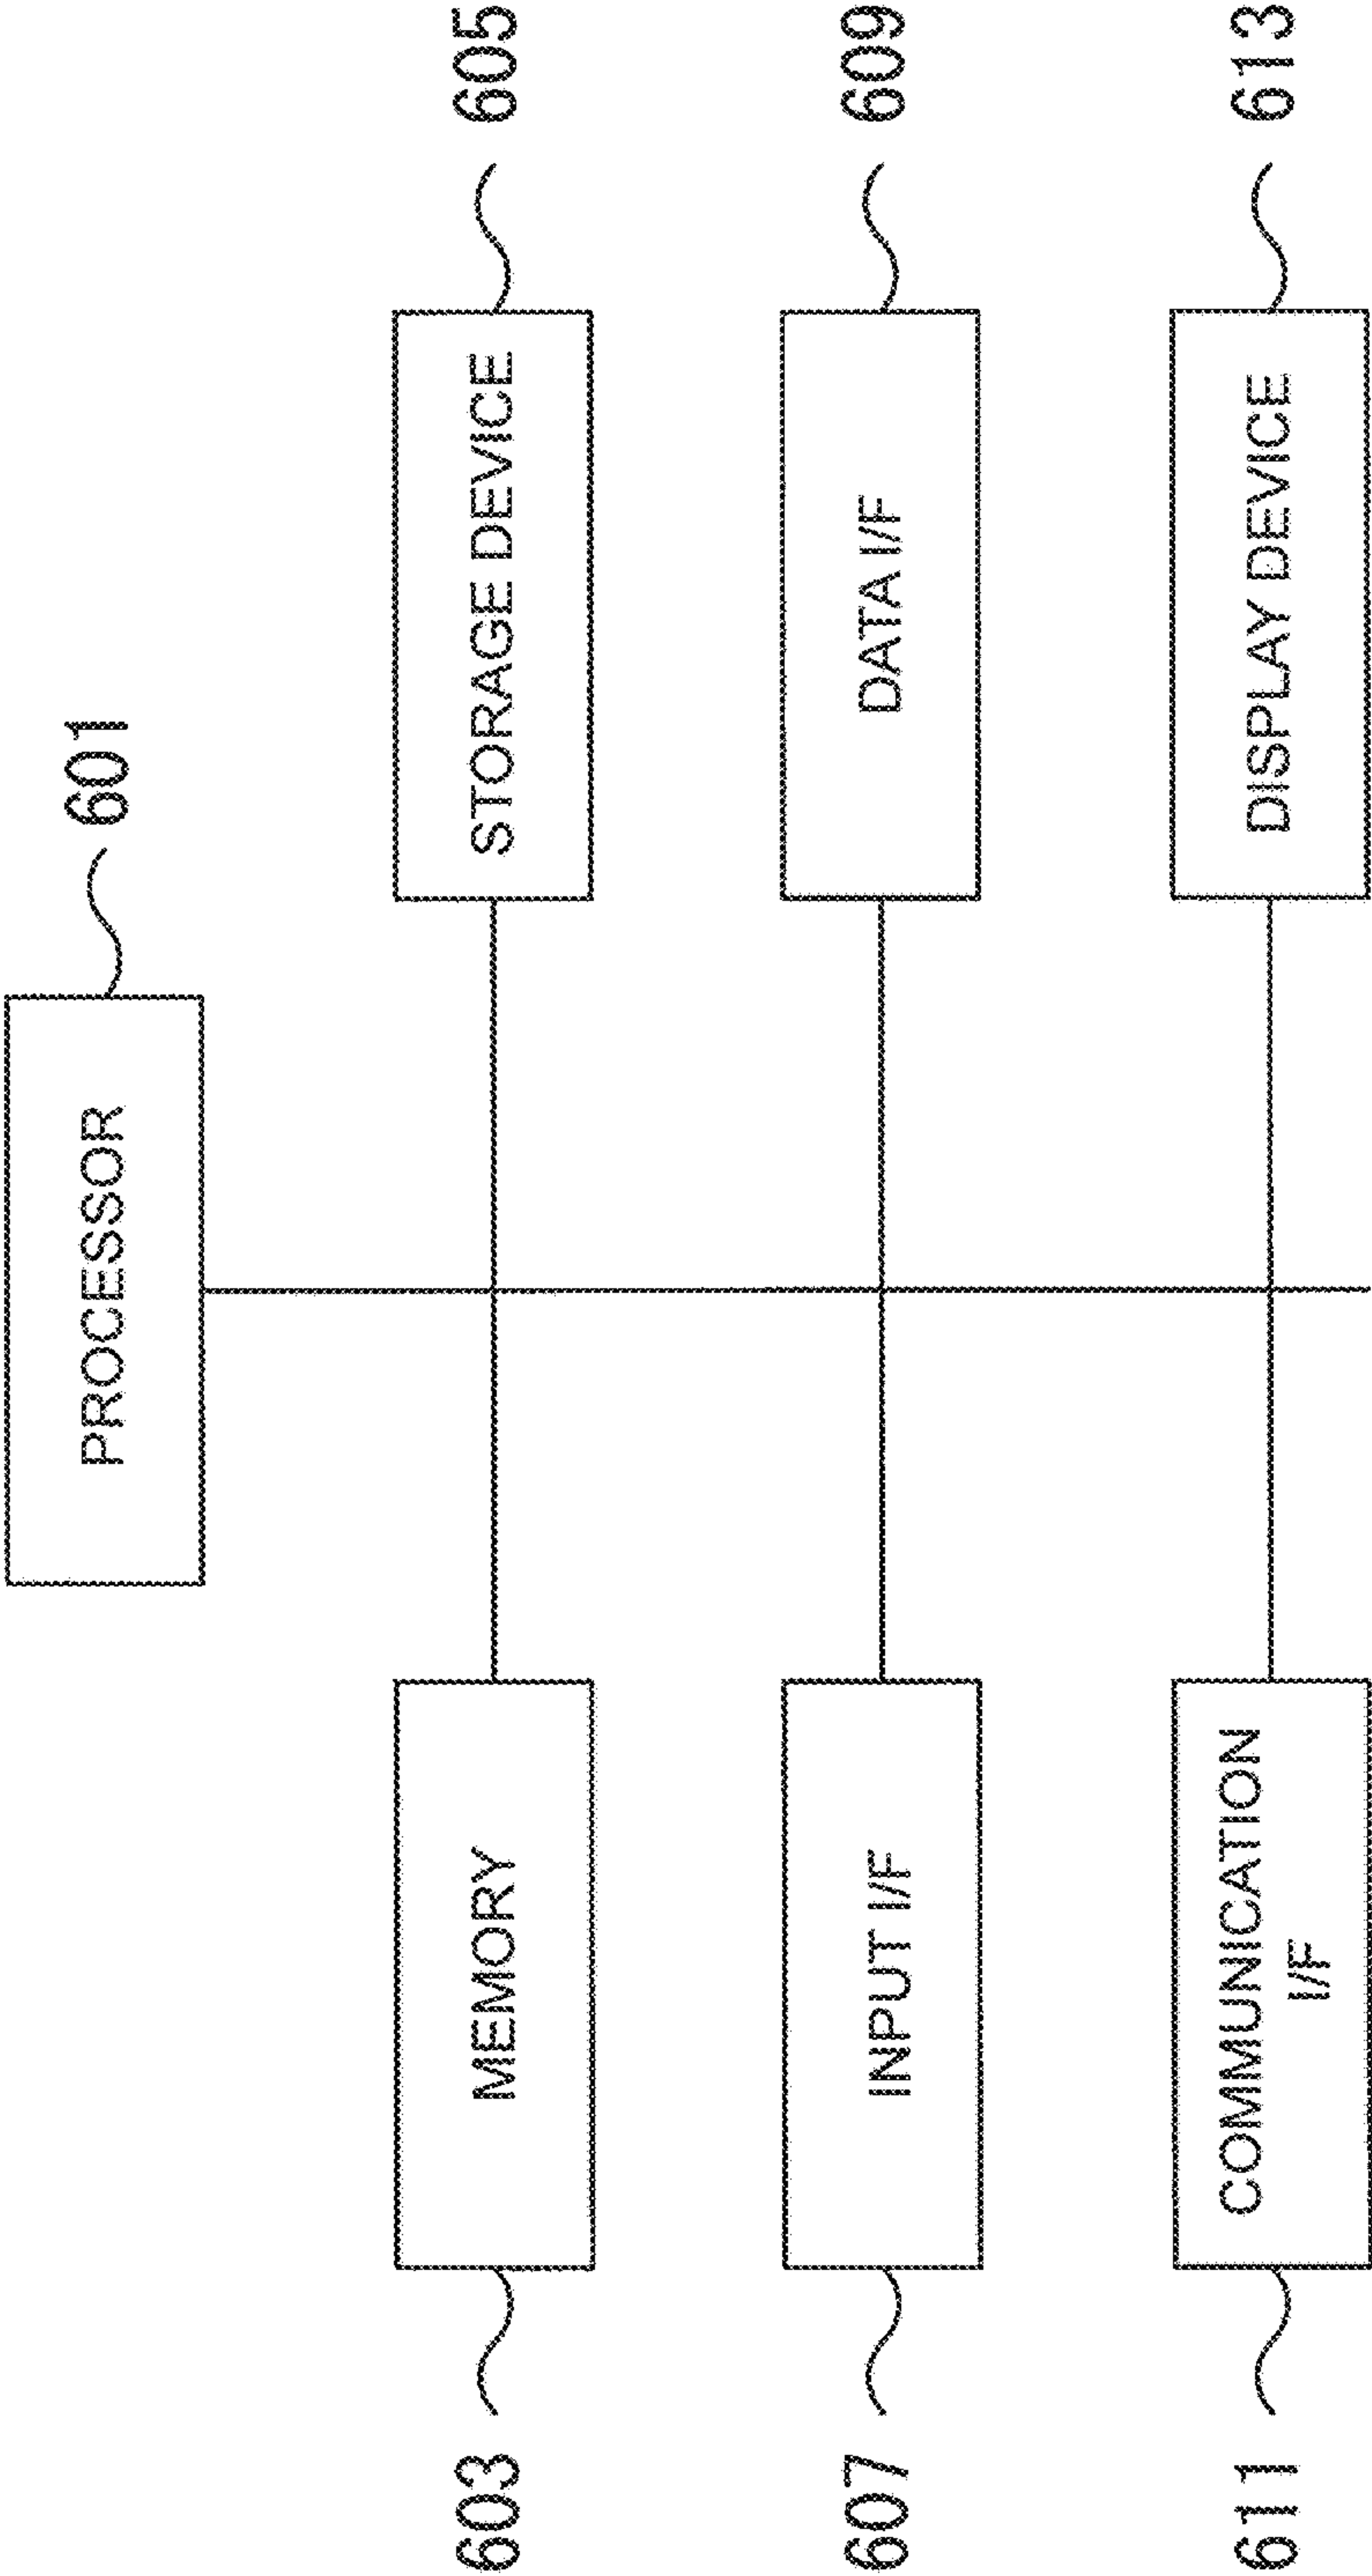 PROCESSOR
601
MEMORY
603
STORAGE DEVICE
605
INPUT I/F
607
DATA I/F
609
COMMUNICATION
I/F
611
DISPLAY DEVICE
613